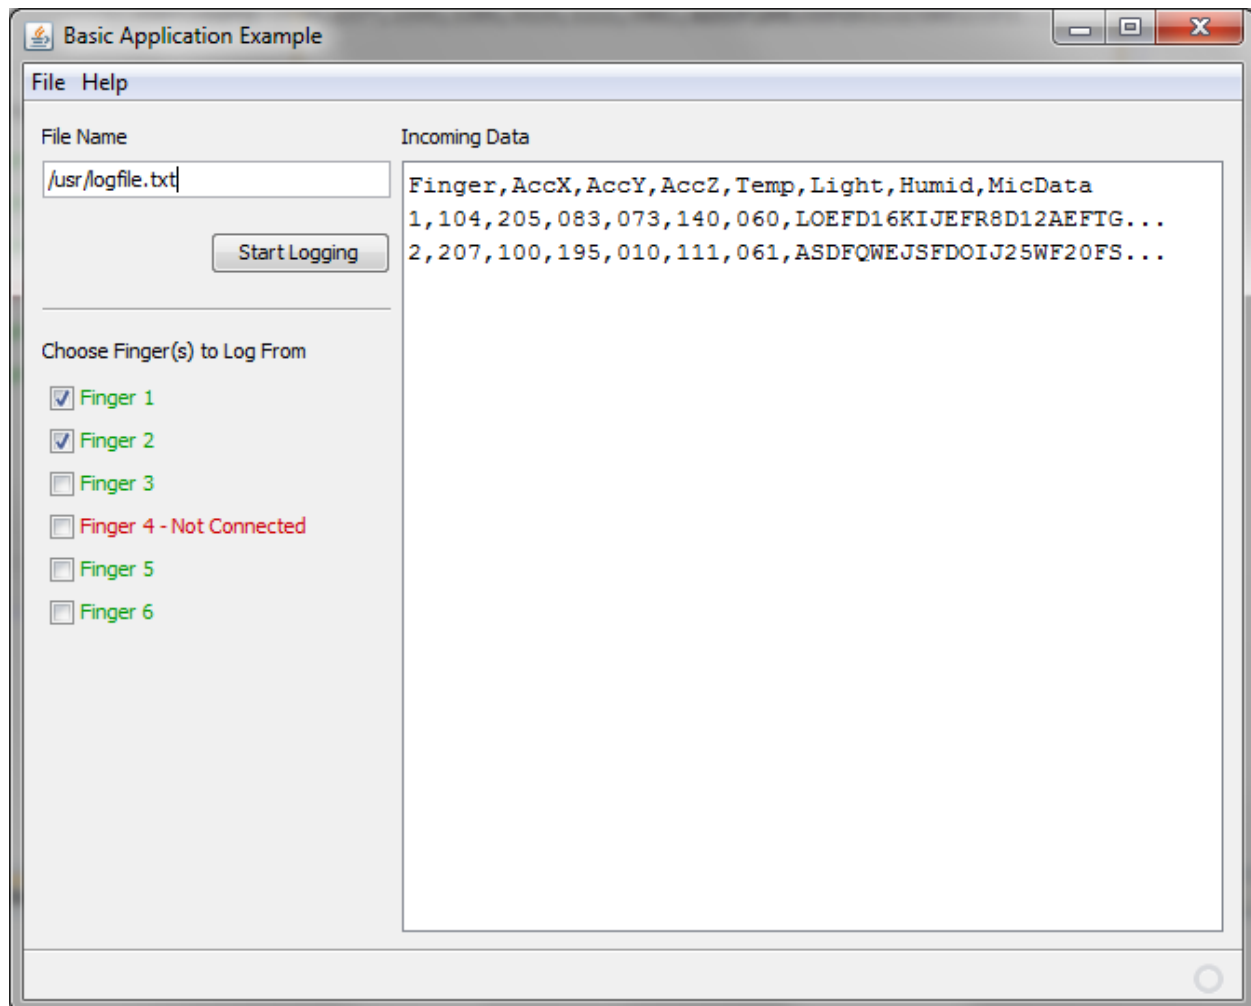 Basic Application Example
File Help
File Name
/usr/logfile.txt
Start Logging
Choose Finger(s) to Log From
Finger 1
Finger 2
Finger 3
Finger 4 - Not Connected
Finger 5
Finger 6
Incoming Data
Finger,AccX,AccY,AccZ,Temp,Light,Humid,MicData
1,104,205,083,073,140,060,LOEFD16KIJEFR8D12AEFTG...
2,207,100,195,010,111,061,ASDFQWEJSFDOIJ25WF20FS...